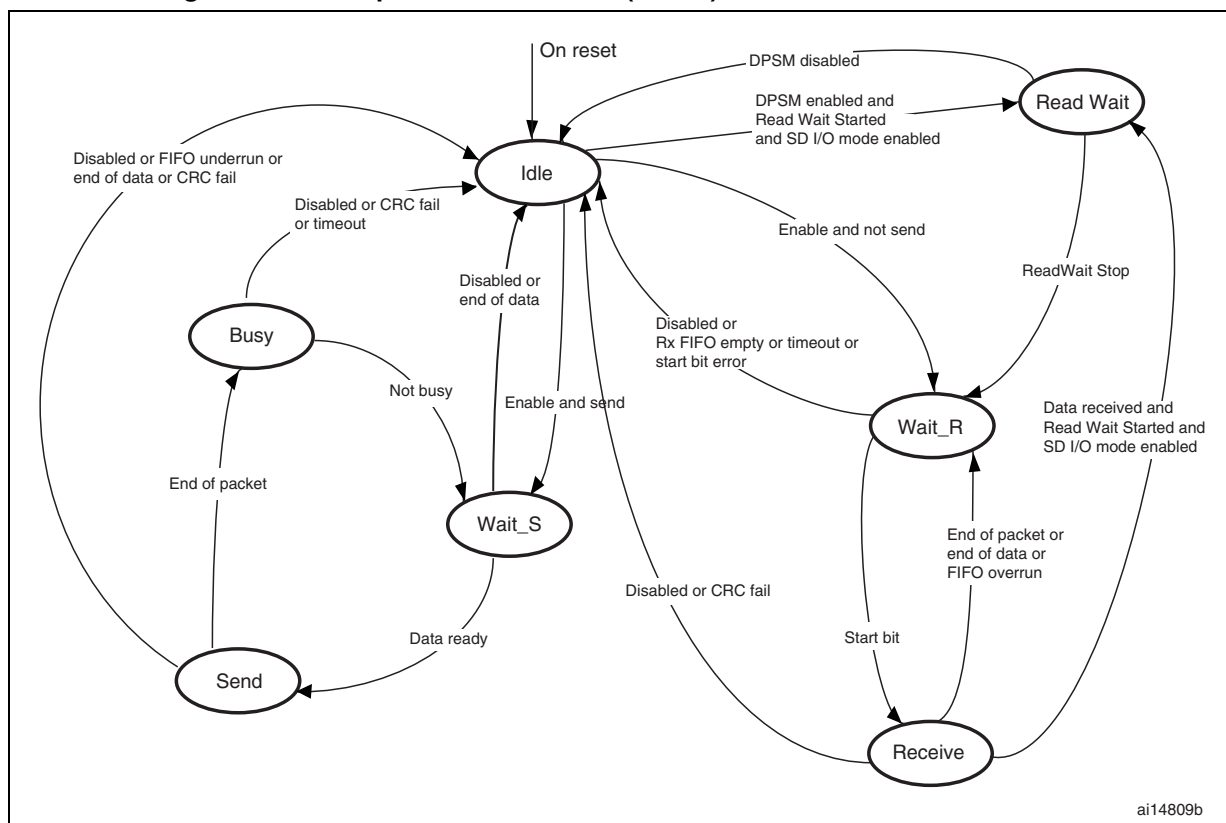 On reset
DPSM disabled
Read Wait
DPSM enabled and
Read Wait Started
and SD I/O mode enabled
Disabled or FIFO underrun or
end of data or CRC fail
Idle
Disabled or CRC fail
or timeout
Enable and not send
ReadWait Stop
Disabled or
end of data
Busy
Disabled or
Rx FIFO empty or timeout or
start bit error
Not busy
Enable and send
Wait_R
Data received and
Read Wait Started and
SD I/O mode enabled
End of packet
Wait_S
End of packet or
end of data or
FIFO overrun
Disabled or CRC fail
Data ready
Start bit
Send
Receive
ai14809b